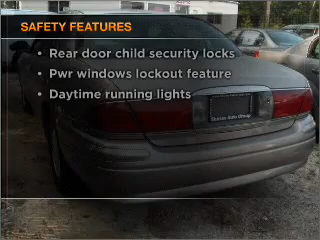 SAFETY FEATURES
• Rear door child security locks
• Pwr windows lockout feature
• Daytime running lights